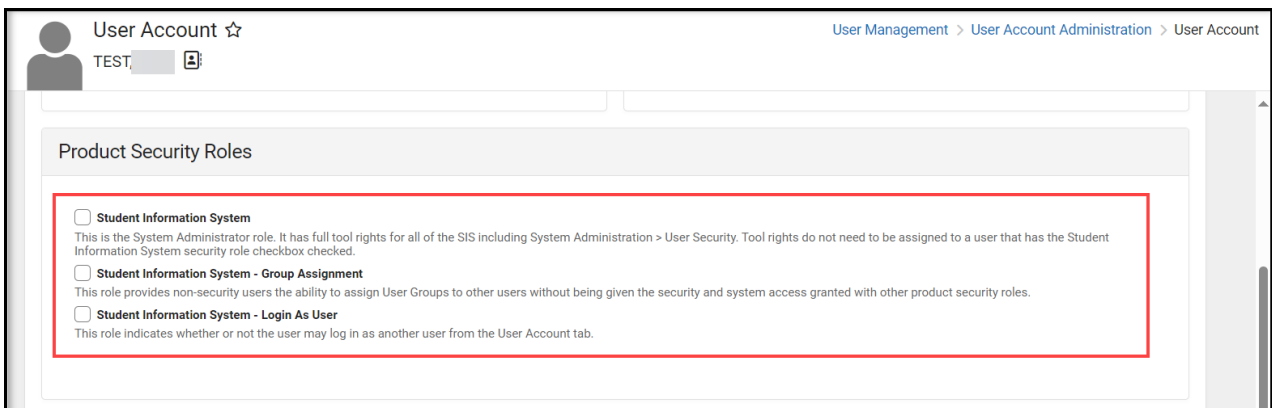 User Account
User Management > User Account Administration > User Account
TEST,
Product Security Roles
Student Information System
This is the System Administrator role. It has full tool rights for all of the SIS including System Administration > User Security. Tool rights do not need to be assigned to a user that has the Student
Information System security role checkbox checked.
Student Information System - Group Assignment
This role provides non-security users the ability to assign User Groups to other users without being given the security and system access granted with other product security roles.
Student Information System - Login As User
This role indicates whether or not the user may log in as another user from the User Account tab.